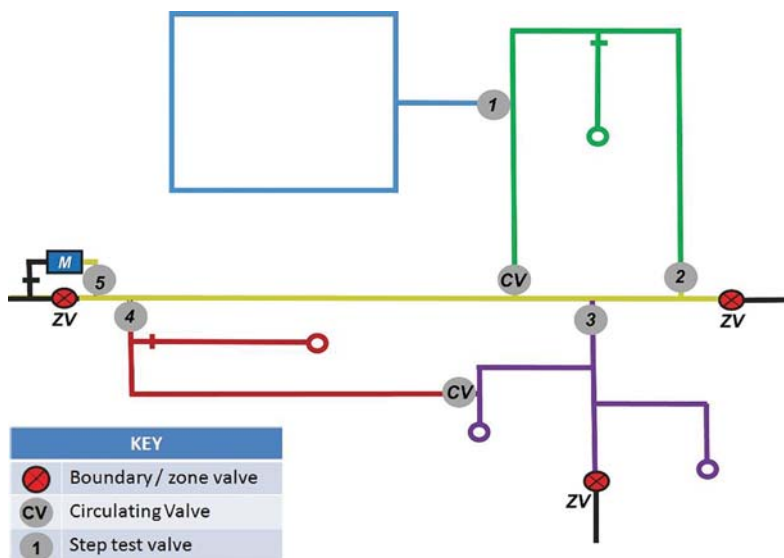 1
M
5
CV
2
ZV
4
3
ZV
CV
KEY
Boundary / zone valve
CV Circulating Valve
1 Step test valve
ZV